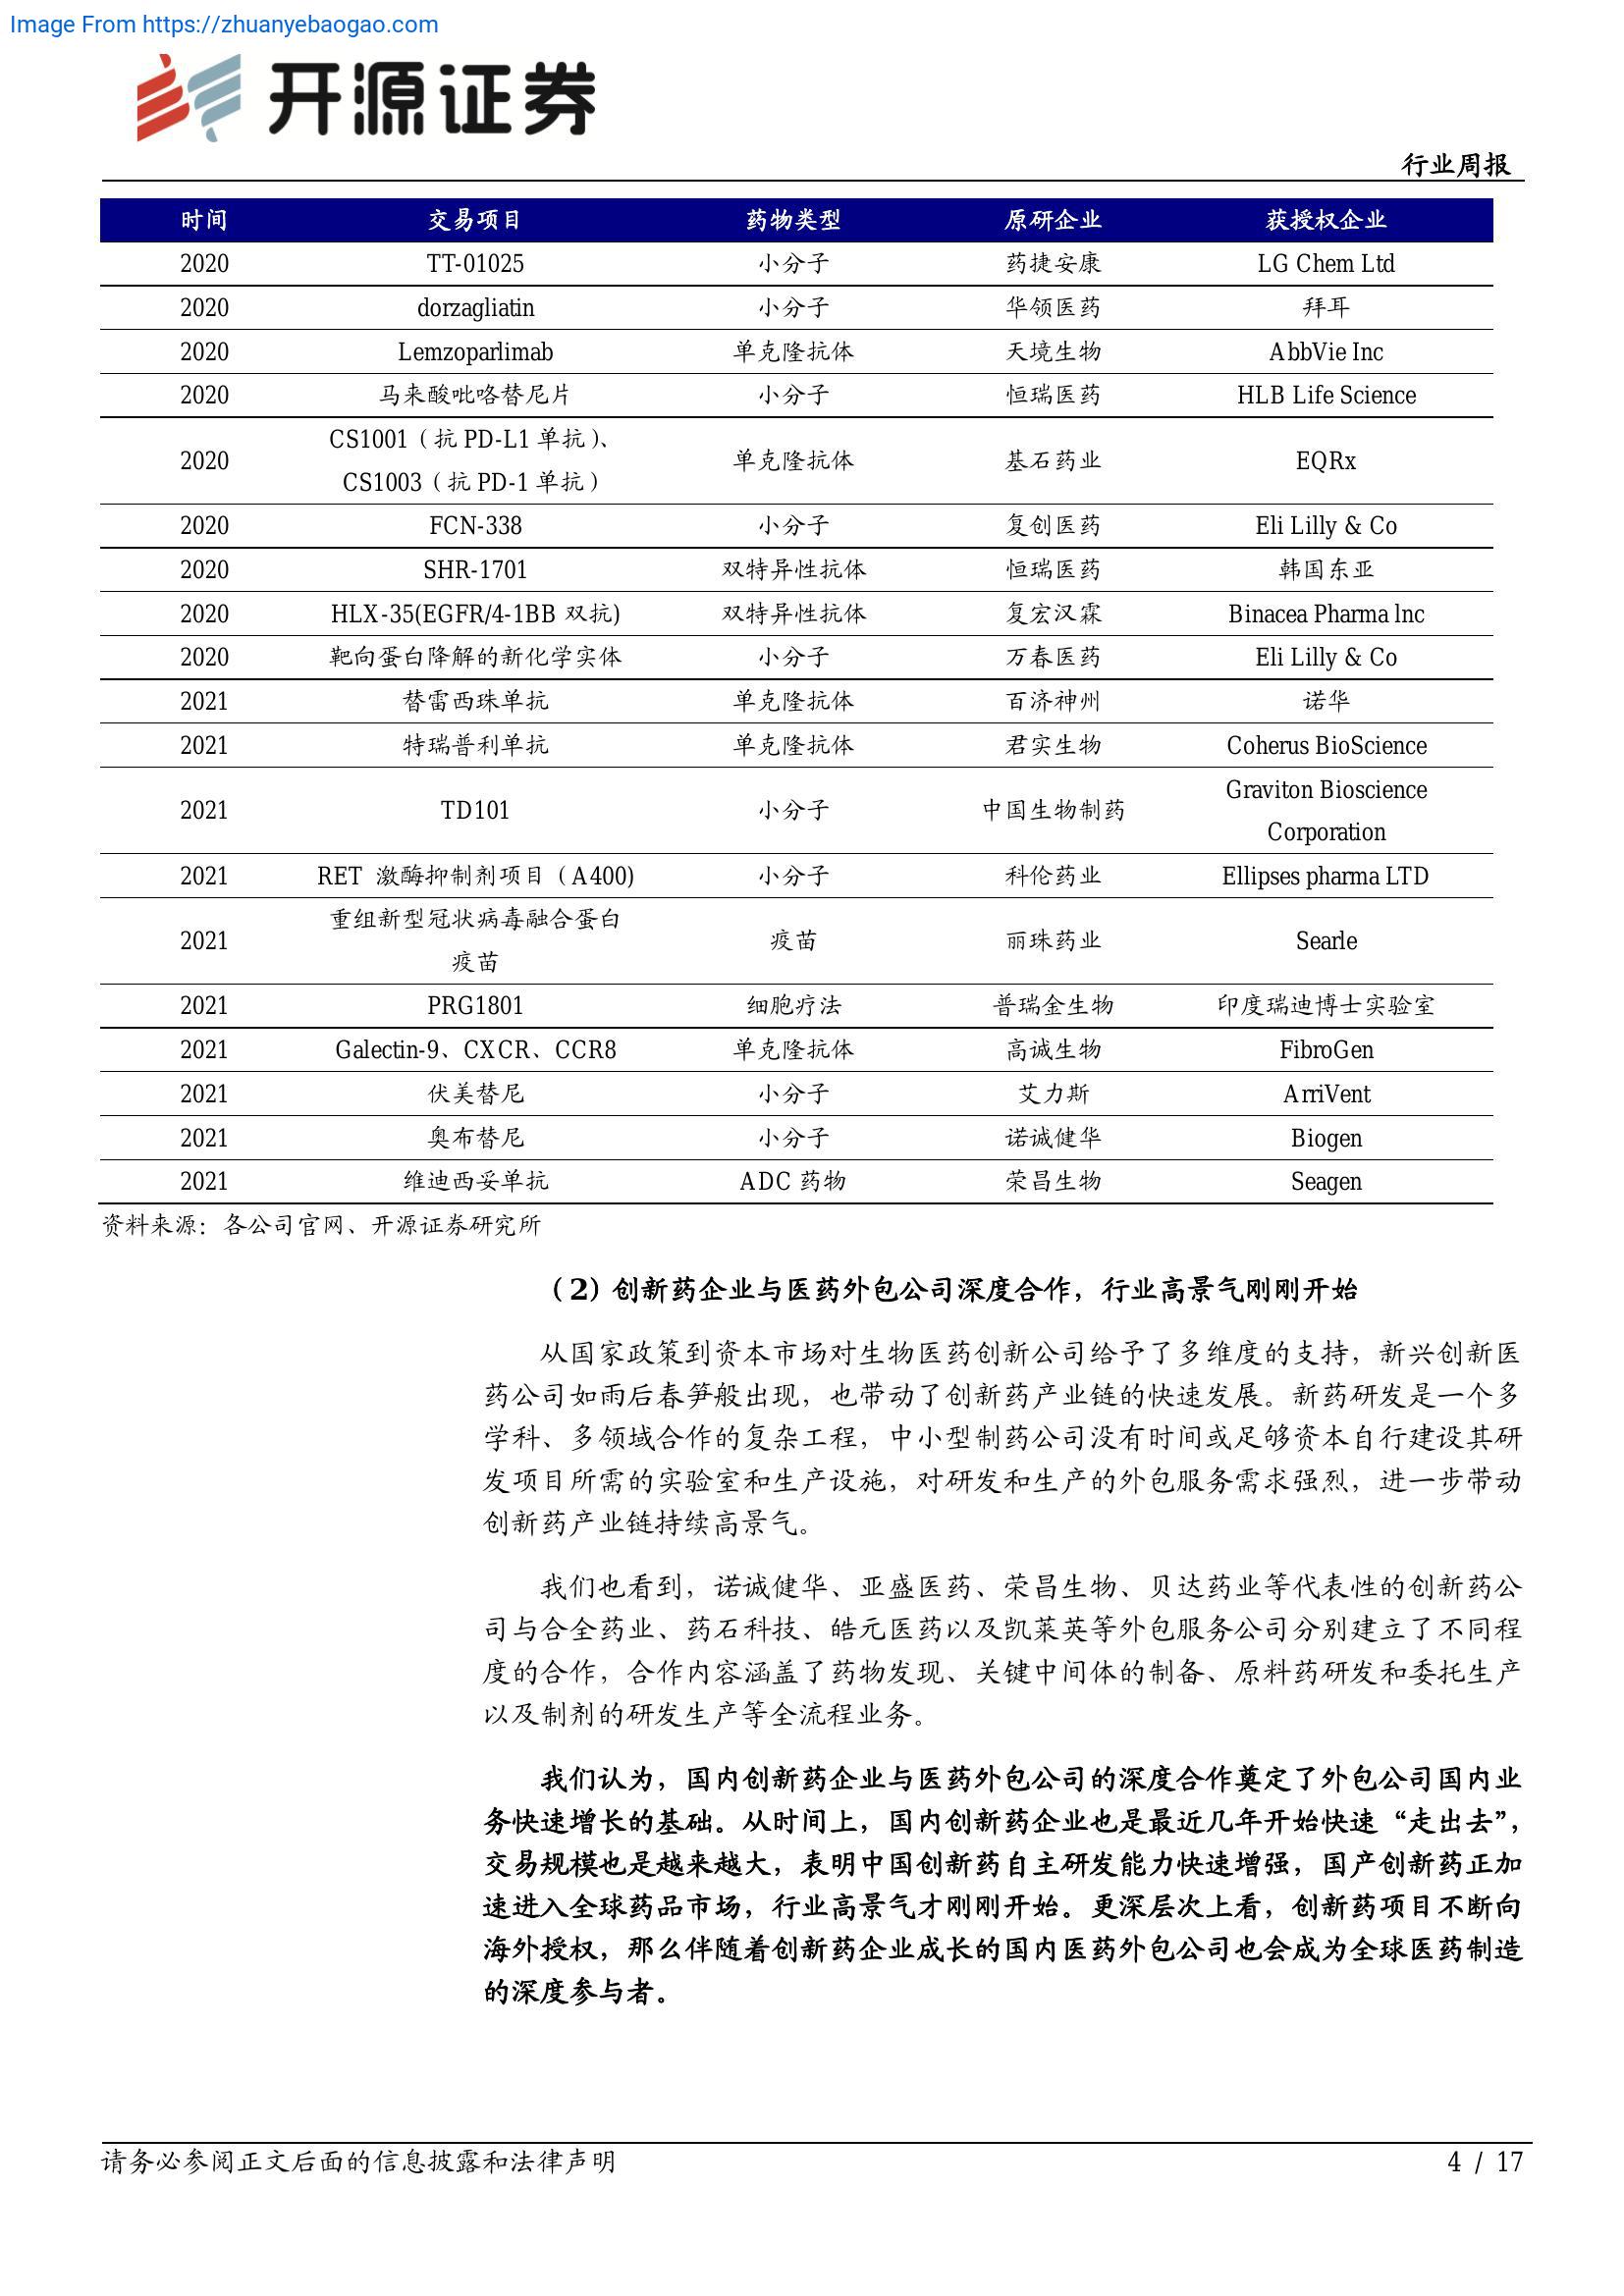 Image From https://zhuanyebaogao.com
开源证券
行业周报
时间 交易项目 药物类型 原研企业 获授权企业
2020 TT-01025 小分子 药捷安康 LG Chem Ltd
2020 dorzagliatin 小分子 华领医药 拜耳
2020 Lemzoparlimab 单克隆抗体 天境生物 AbbVie Inc
2020 马来酸吡咯替尼片 小分子 恒瑞医药 HLB Life Science
2020 CS1001（抗 PD-L1 单抗）、
CS1003（抗 PD-1 单抗） 单克隆抗体 基石药业 EQRx
2020 FCN-338 小分子 复创医药 Eli Lilly & Co
2020 SHR-1701 双特异性抗体 恒瑞医药 韩国东亚
2020 HLX-35(EGFR/4-1BB 双抗) 双特异性抗体 复宏汉霖 Binacea Pharma lnc
2020 靶向蛋白降解的新化学实体 小分子 万春医药 Eli Lilly & Co
2021 替雷西珠单抗 单克隆抗体 百济神州 诺华
2021 特瑞普利单抗 单克隆抗体 君实生物 Coherus BioScience
2021 TD101 小分子 中国生物制药 Graviton Bioscience
Corporation
2021 RET 激酶抑制剂项目（A400) 小分子 科伦药业 Ellipses pharma LTD
2021 重组新型冠状病毒融合蛋白
疫苗 疫苗 丽珠药业 Searle
2021 PRG1801 细胞疗法 普瑞金生物 印度瑞迪博士实验室
2021 Galectin-9、CXCR、CCR8 单克隆抗体 高诚生物 FibroGen
2021 伏美替尼 小分子 艾力斯 ArriVent
2021 奥布替尼 小分子 诺诚健华 Biogen
2021 维迪西妥单抗 ADC 药物 荣昌生物 Seagen
资料来源：各公司官网、开源证券研究所
（2）创新药企业与医药外包公司深度合作，行业高景气刚刚开始
从国家政策到资本市场对生物医药创新公司给予了多维度的支持，新兴创新医
药公司如雨后春笋般出现，也带动了创新药产业链的快速发展。新药研发是一个多
学科、多领域合作的复杂工程，中小型制药公司没有时间或足够资本自行建设其研
发项目所需的实验室和生产设施，对研发和生产的外包服务需求强烈，进一步带动
创新药产业链持续高景气。
我们也看到，诺诚健华、亚盛医药、荣昌生物、贝达药业等代表性的创新药公
司与合全药业、药石科技、皓元医药以及凯莱英等外包服务公司分别建立了不同程
度的合作，合作内容涵盖了药物发现、关键中间体的制备、原料药研发和委托生产
以及制剂的研发生产等全流程业务。
我们认为，国内创新药企业与医药外包公司的深度合作奠定了外包公司国内业
务快速增长的基础。从时间上，国内创新药企业也是最近几年开始快速“走出去”，
交易规模也是越来越大，表明中国创新药自主研发能力快速增强，国产创新药正加
速进入全球药品市场，行业高景气才刚刚开始。更深层次上看，创新药项目不断向
海外授权，那么伴随着创新药企业成长的国内医药外包公司也会成为全球医药制造
的深度参与者。
请务必参阅正文后面的信息披露和法律声明 4 / 17